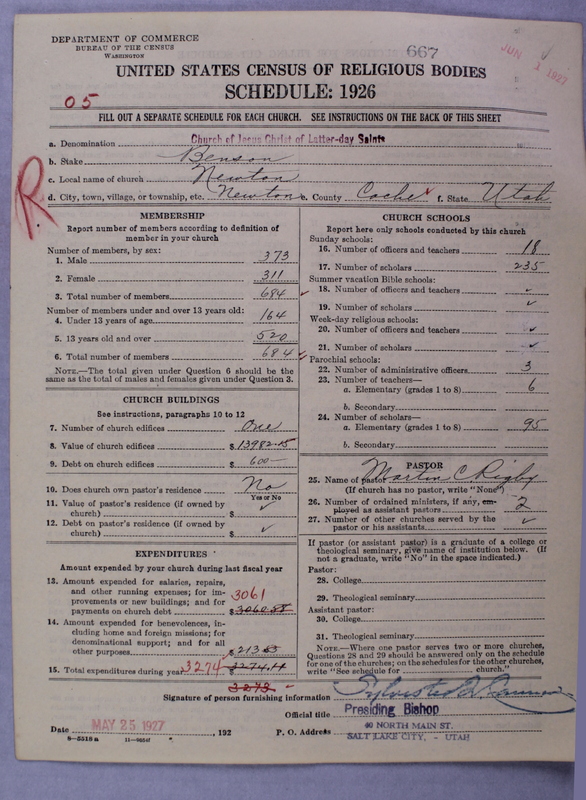 DEPARTMENT OF COMMERCE
BUREAU OF THE CENSUS
WASHINGTON
667
JUN 1 1927
UNITED STATES CENSUS OF RELIGIOUS BODIES
SCHEDULE: 1926
05
FILL OUT A SEPARATE SCHEDULE FOR EACH CHURCH. SEE INSTRUCTIONS ON THE BACK OF THIS SHEET
a. Denomination Church of Jesus Christ of Latter-day Saints
b. Stake Benson
c. Local name of church Newton
d. City, town, village, or township, etc. Newton e. County Cache f. State Utah
R
MEMBERSHIP
Report number of members according to definition of
member in your church
Number of members, by sex:
1. Male 373
2. Female 311
3. Total number of members 684
Number of members under and over 13 years old:
4. Under 13 years of age 164
5. 13 years old and over 520
6. Total number of members 684
NOTE.—The total given under Question 6 should be the
same as the total of males and females given under Question 3.
CHURCH BUILDINGS
See instructions, paragraphs 10 to 12
7. Number of church edifices One
8. Value of church edifices $13982.15
9. Debt on church edifices $ 600—
10. Does church own pastor's residence No
Yes or No
11. Value of pastor's residence (if owned by
church) $ ✓
12. Debt on pastor's residence (if owned by
church) $ ✓
EXPENDITURES
Amount expended by your church during last fiscal year
13. Amount expended for salaries, repairs,
and other running expenses; for im-
provements or new buildings; and for
payments on church debt 3061 $
14. Amount expended for benevolences, in-
cluding home and foreign missions; for
denominational support; and for all
other purposes $ 213
15. Total expenditures during year 3274 $3274.14
3273
CHURCH SCHOOLS
Report here only schools conducted by this church
Sunday schools:
16. Number of officers and teachers 18
17. Number of scholars 235
Summer vacation Bible schools:
18. Number of officers and teachers ✓
19. Number of scholars ✓
Week-day religious schools:
20. Number of officers and teachers ✓
21. Number of scholars ✓
Parochial schools:
22. Number of administrative officers 3
23. Number of teachers—
a. Elementary (grades 1 to 8) 6
b. Secondary
24. Number of scholars—
a. Elementary (grades 1 to 8) 95
b. Secondary
PASTOR
25. Name of pastor Martin C. Rigby
(If church has no pastor, write "None")
26. Number of ordained ministers, if any, em-
ployed as assistant pastors 2
27. Number of other churches served by the
pastor or his assistants ✓
If pastor (or assistant pastor) is a graduate of a college or
theological seminary, give name of institution below. (If
not a graduate, write "No" in the space indicated.)
Pastor:
28. College
29. Theological seminary
Assistant pastor:
30. College
31. Theological seminary
NOTE.—Where one pastor serves two or more churches,
Questions 28 and 29 should be answered only on the schedule
for one of the churches; on the schedules for the other churches,
write "See schedule for church."
Signature of person furnishing information Sylvester Q. Cannon
Official title Presiding Bishop
Date MAY 25 1927, 192 P. O. Address 40 NORTH MAIN ST.
SALT LAKE CITY, - UTAH